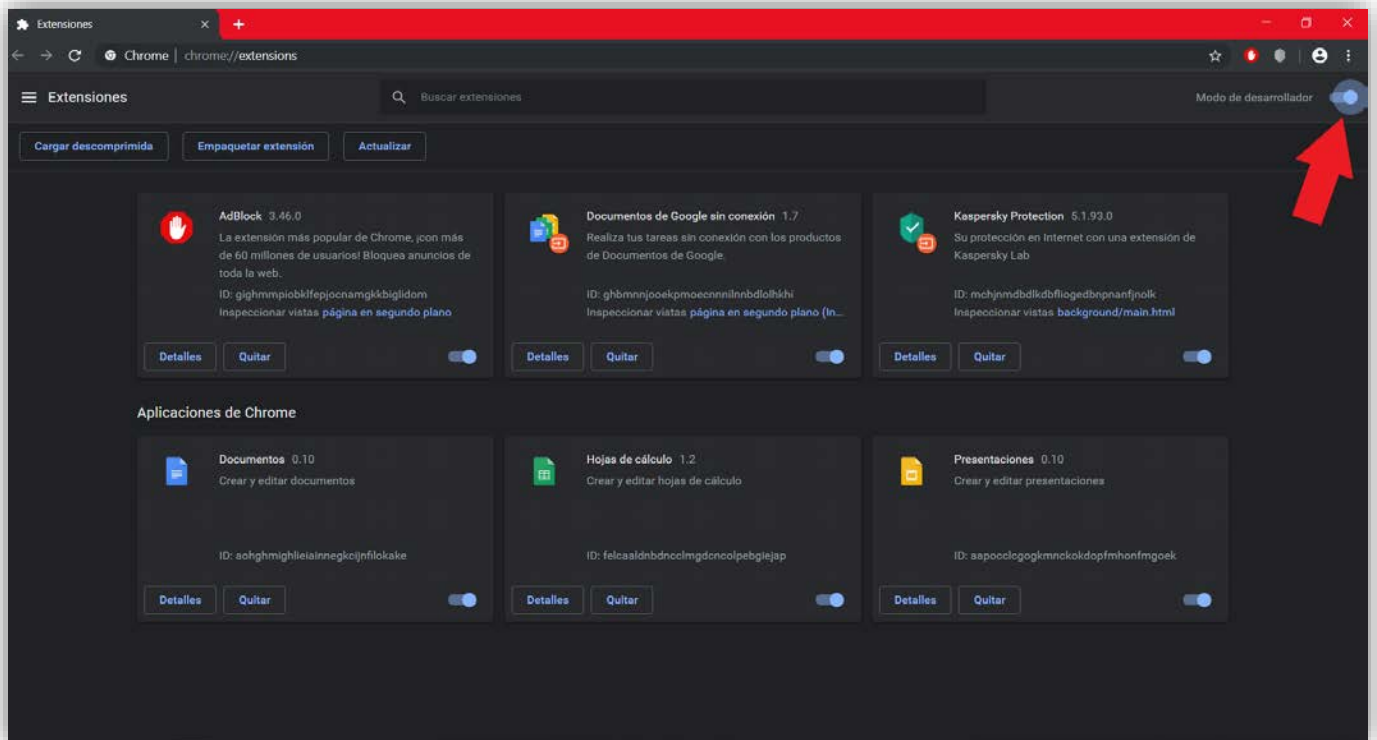 Extensiones
Chrome | chrome://extensions
Extensiones
Buscar extensiones
Modo de desarrollador
Cargar descomprimida
Empaquetar extensión
Actualizar
AdBlock 3.46.0
La extensión más popular de Chrome, ¡con más
de 60 millones de usuarios! Bloquea anuncios de
toda la web.
ID: gighmmpiobklfepjocnamgkkbiglidom
Inspeccionar vistas página en segundo plano
Detalles
Quitar
Documentos de Google sin conexión 1.7
Realiza tus tareas sin conexión con los productos
de Documentos de Google.
ID: ghbmnnjooekpmoecnnnilnnbdlolhkhi
Inspeccionar vistas página en segundo plano (In...
Detalles
Quitar
Kaspersky Protection 5.1.93.0
Su protección en Internet con una extensión de
Kaspersky Lab
ID: mchjnmdbdlkdbfliogedbnpnanfjnolk
Inspeccionar vistas background/main.html
Detalles
Quitar
Aplicaciones de Chrome
Documentos 0.10
Crear y editar documentos
ID: aohghmighlieiainnegkcijnfilokake
Detalles
Quitar
Hojas de cálculo 1.2
Crear y editar hojas de cálculo
ID: felcaaldnbdncclmgdcncolpebgiejap
Detalles
Quitar
Presentaciones 0.10
Crear y editar presentaciones
ID: aapocclcgogkmnckokdopfmhonfmgoek
Detalles
Quitar